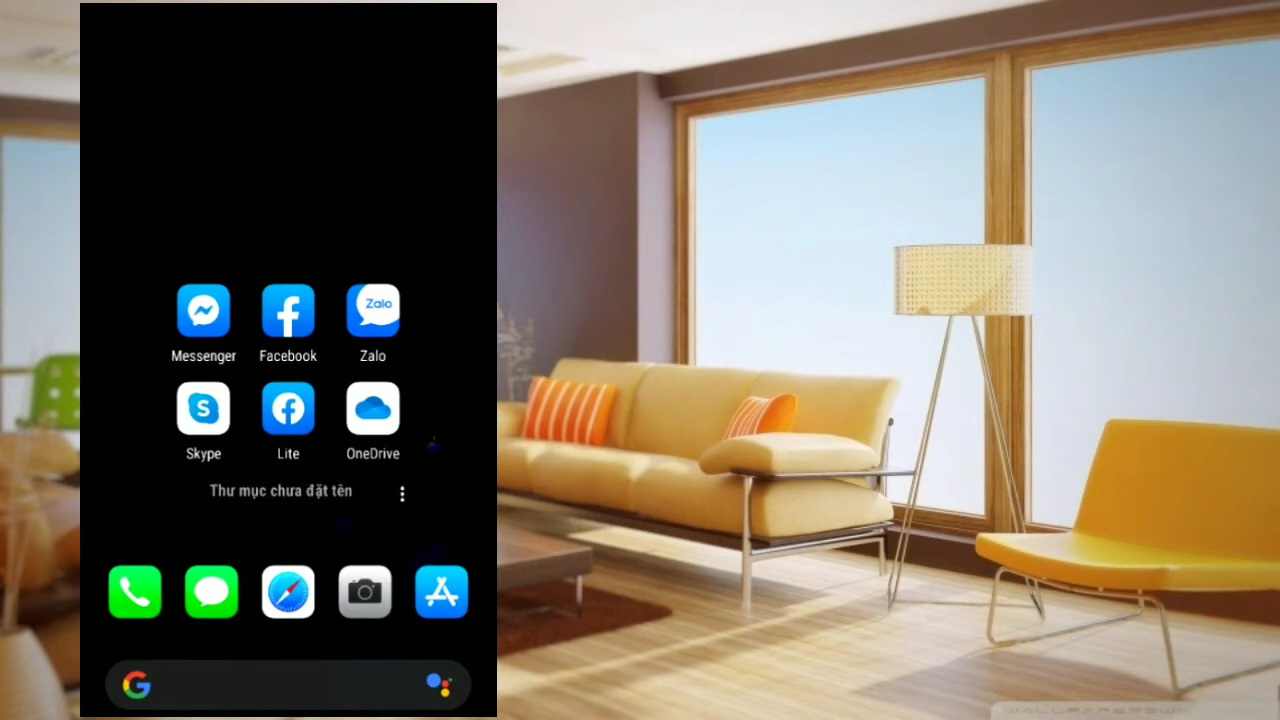 Zalo
Messenger Facebook Zalo
Skype Lite OneDrive
Thư mục chưa đặt tên